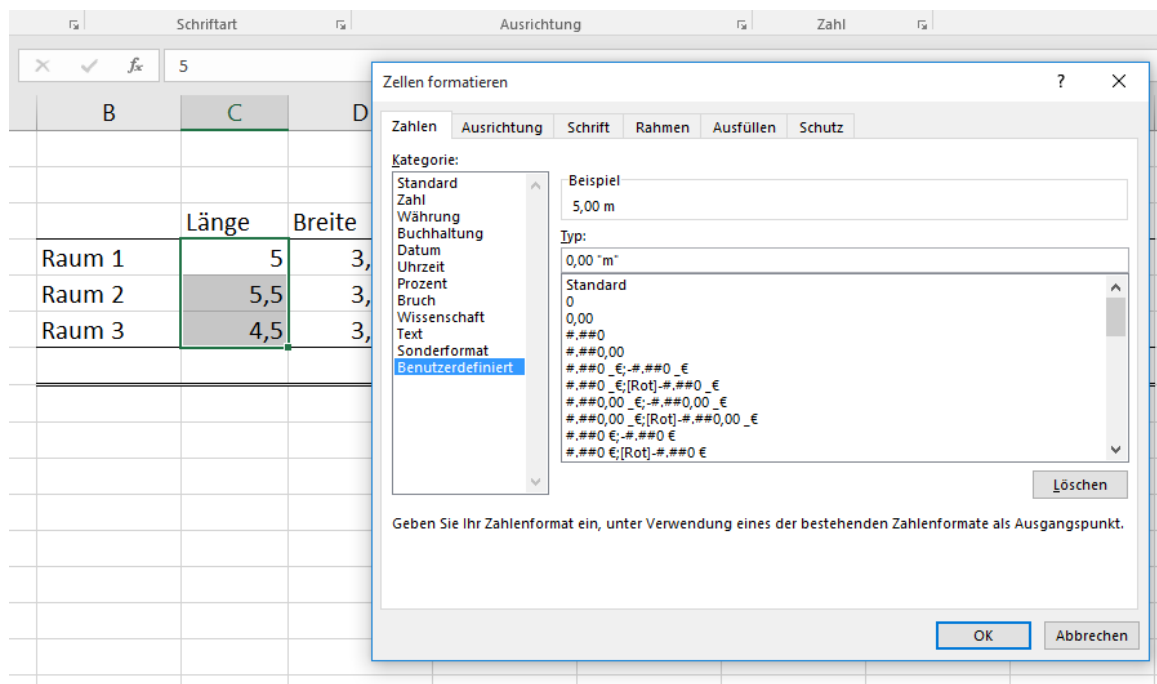 Schriftart Ausrichtung Zahl
fx 5
Zellen formatieren ? 
B C D
Zahlen Ausrichtung Schrift Rahmen Ausfüllen Schutz
Kategorie:
Standard
Zahl
Währung
Buchhaltung
Datum
Uhrzeit
Prozent
Bruch
Wissenschaft
Text
Sonderformat
Benutzerdefiniert
Beispiel
5,00 m
Typ:
0,00 "m"
Standard
0
0,00
#.##0
#.##0,00
#.##0 _€;-#.##0 _€
#.##0 _€;[Rot]-#.##0 _€
#.##0,00 _€;-#.##0,00 _€
#.##0,00 _€;[Rot]-#.##0,00 _€
#.##0 €;-#.##0 €
#.##0 €;[Rot]-#.##0 €
Löschen
Geben Sie Ihr Zahlenformat ein, unter Verwendung eines der bestehenden Zahlenformate als Ausgangspunkt.
OK Abbrechen
Länge Breite
Raum 1 5 3,
Raum 2 5,5 3,
Raum 3 4,5 3,